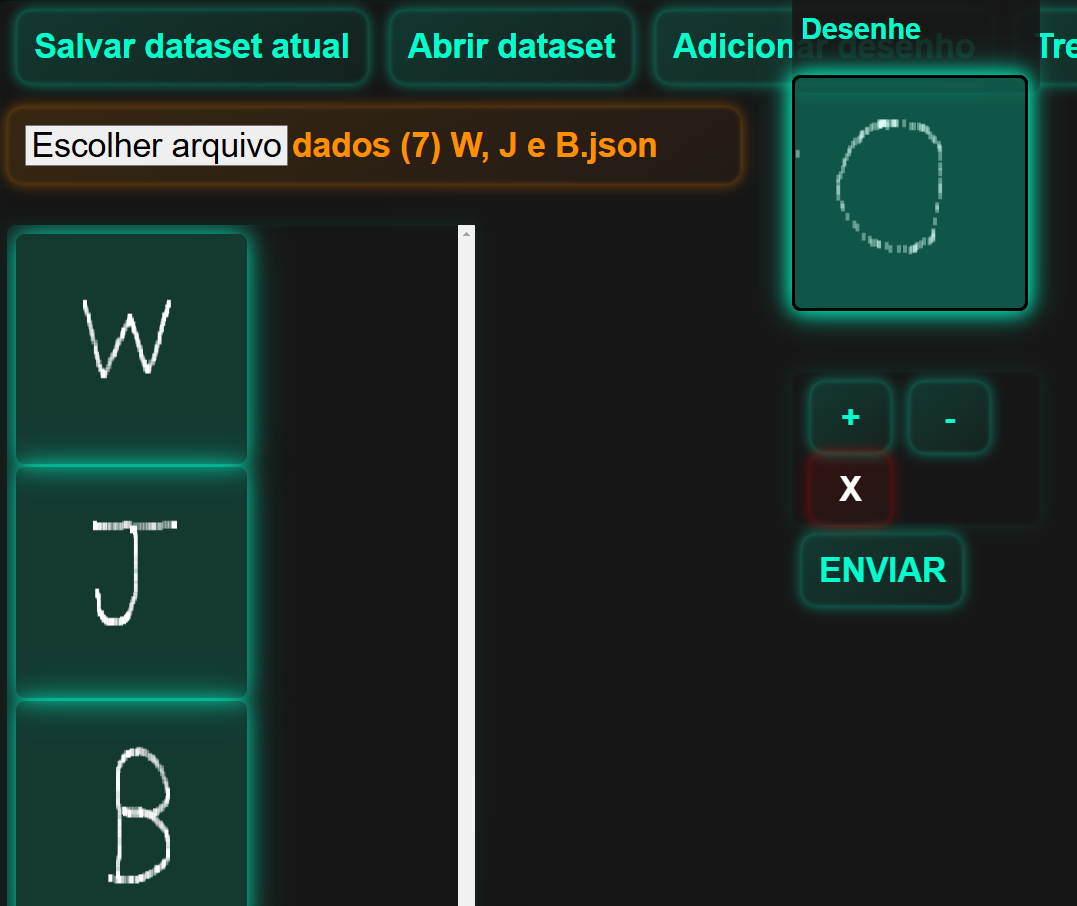 Salvar dataset atual
Abrir dataset
Adicionar desenho
Tre
Desenhe
Escolher arquivo dados (7) W, J e B.json
O
W
J
B
+
-
X
ENVIAR